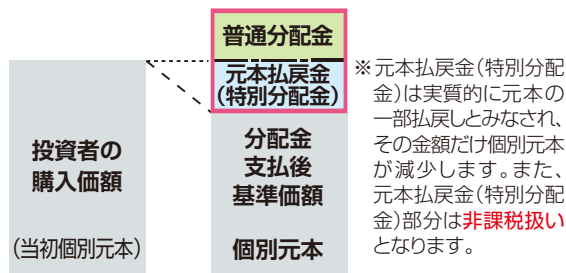 普通分配金
元本払戻金
(特別分配金)
分配金
支払後
基準価額
個別元本
投資者の
購入価額
(当初個別元本)
※元本払戻金(特別分配
金)は実質的に元本の
一部払戻しとみなされ、
その金額だけ個別元本
が減少します。また、
元本払戻金(特別分配
金)部分は非課税扱い
となります。